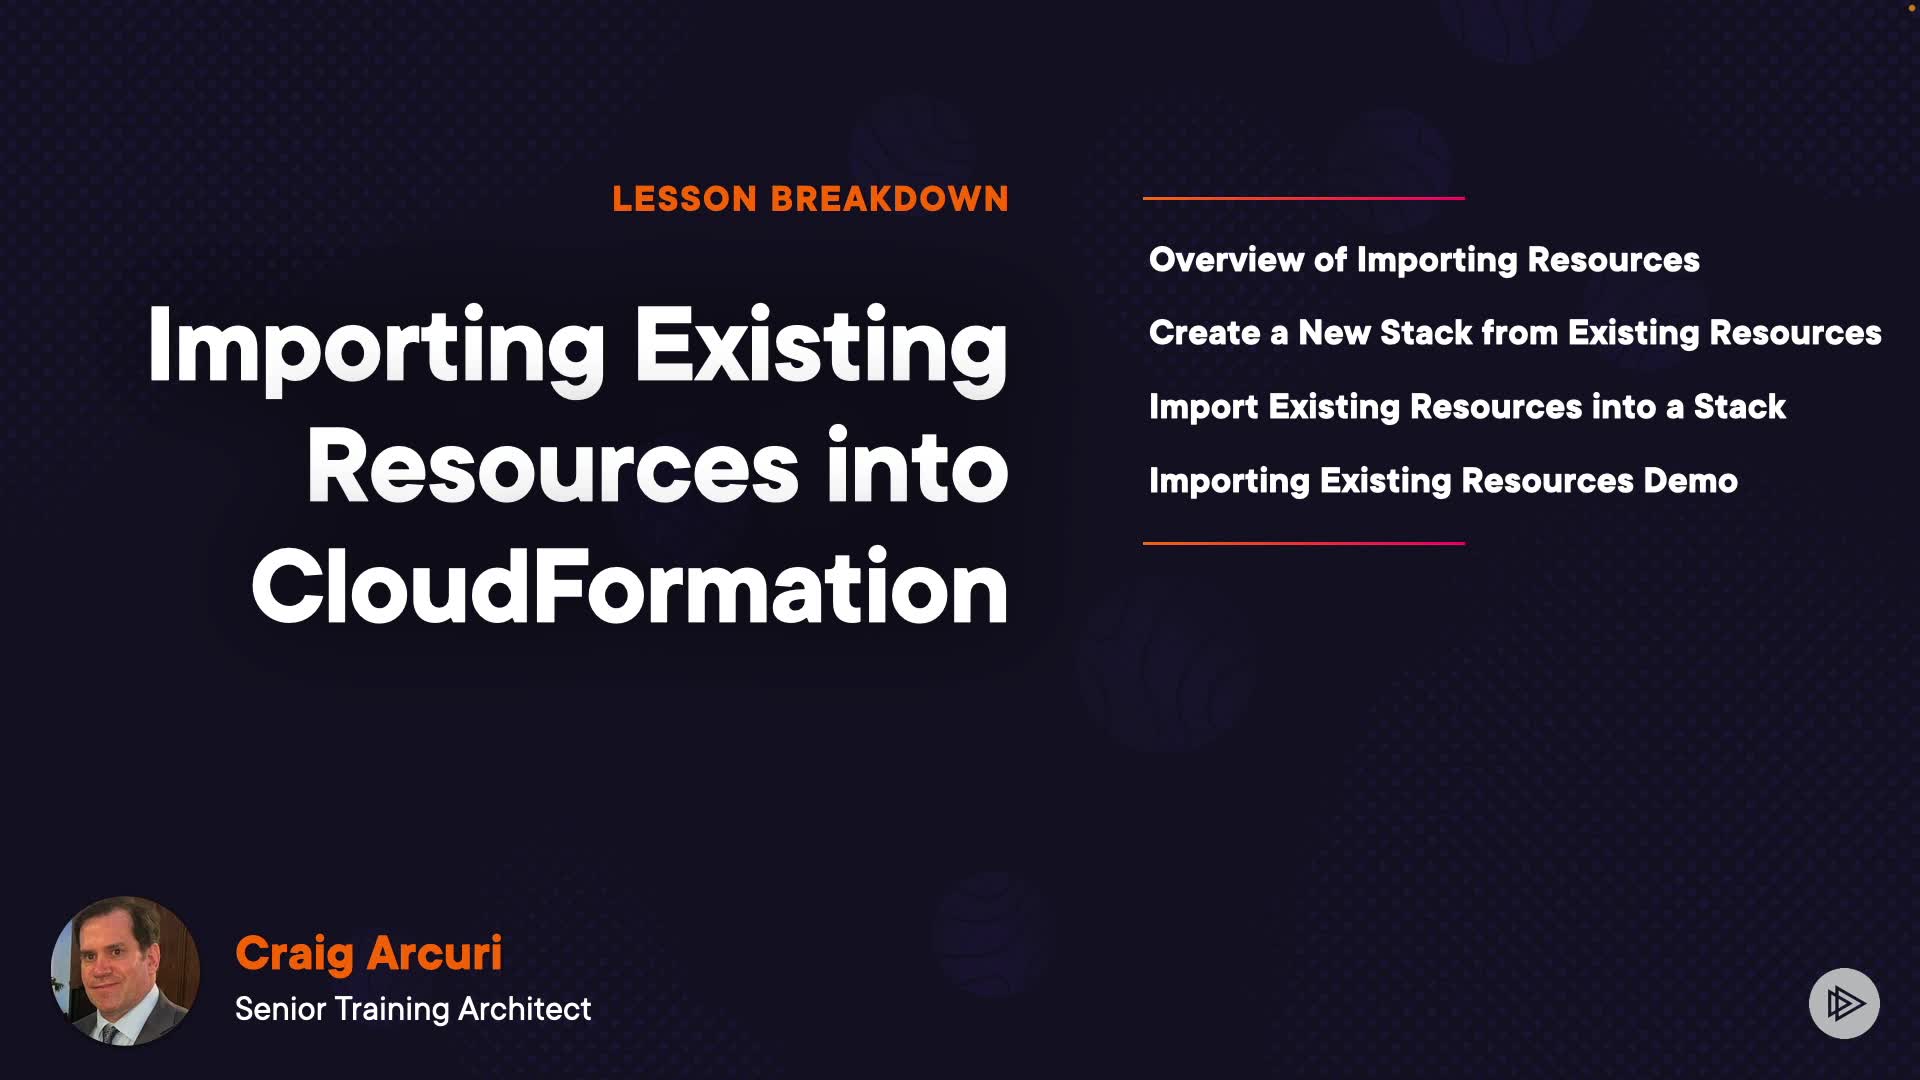 LESSON BREAKDOWN
Importing Existing
Resources into
CloudFormation
Overview of Importing Resources
Create a New Stack from Existing Resources
Import Existing Resources into a Stack
Importing Existing Resources Demo
Craig Arcuri
Senior Training Architect